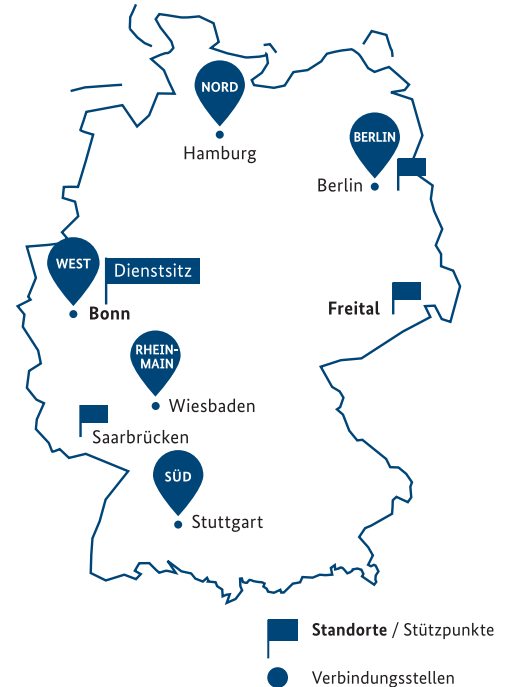 NORD
Hamburg
BERLIN
Berlin
WEST
Dienstsitz
Bonn
Freital
RHEIN-
MAIN
Wiesbaden
Saarbrücken
SÜD
Stuttgart
Standorte / Stützpunkte
Verbindungsstellen